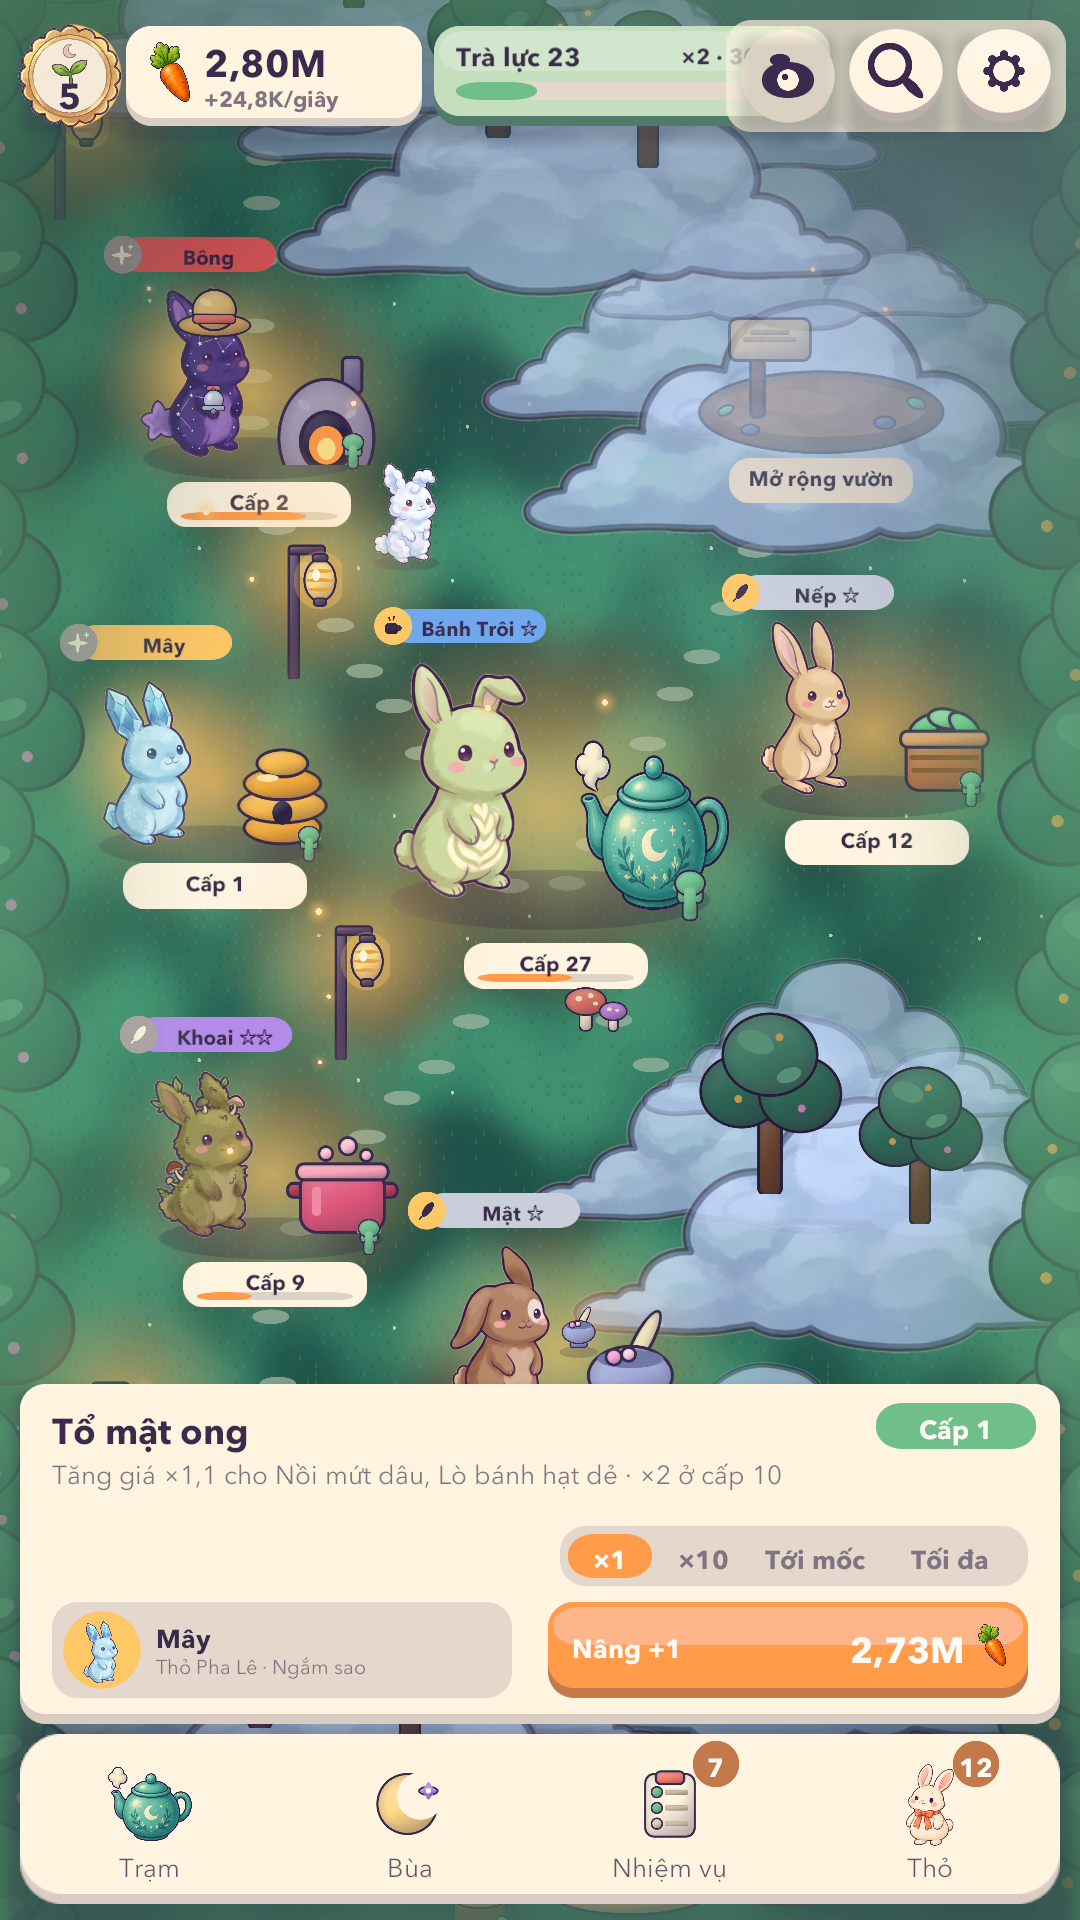 5
2,80M
+24,8K/giây
Trà lực 23
×2 ·
Bông
Cấp 2
Mở rộng vườn
Nếp ☆
Bánh Trôi ☆
Mây
Cấp 12
Cấp 1
Cấp 27
Khoai ☆☆
Mật ☆
Cấp 9
Tổ mật ong
Cấp 1
Tăng giá ×1,1 cho Nồi mứt dâu, Lò bánh hạt dẻ · ×2 ở cấp 10
×1
×10
Tới mốc
Tối đa
Mây
Thỏ Pha Lê · Ngắm sao
Nâng +1
2,73M
7
12
Trạm
Bùa
Nhiệm vụ
Thỏ